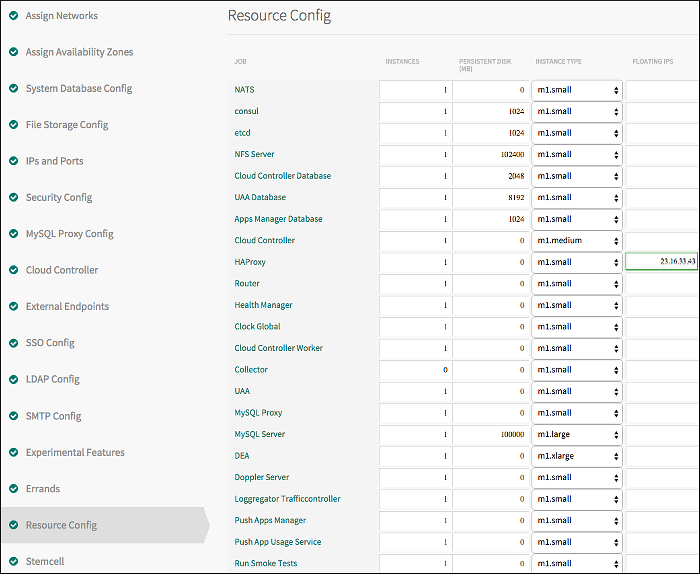 Assign Networks
Assign Availability Zones
System Database Config
File Storage Config
IPs and Ports
Security Config
MySQL Proxy Config
Cloud Controller
External Endpoints
SSO Config
LDAP Config
SMTP Config
Experimental Features
Errands
Resource Config
Stemcell
Resource Config
JOB INSTANCES PERSISTENT DISK (MB) INSTANCE TYPE FLOATING IPS
NATS 1 0 m1.small
consul 1 1024 m1.small
etcd 1 1024 m1.small
NFS Server 1 102400 m1.small
Cloud Controller Database 1 2048 m1.small
UAA Database 1 8192 m1.small
Apps Manager Database 1 1024 m1.small
Cloud Controller 1 0 m1.medium
HAProxy 1 0 m1.small 23.16.33.43
Router 1 0 m1.small
Health Manager 1 0 m1.small
Clock Global 1 0 m1.small
Cloud Controller Worker 1 0 m1.small
Collector 0 0 m1.small
UAA 1 0 m1.small
MySQL Proxy 1 0 m1.small
MySQL Server 1 100000 m1.large
DEA 1 0 m1.xlarge
Doppler Server 1 0 m1.small
Loggregator Trafficcontroller 1 0 m1.small
Push Apps Manager 1 0 m1.small
Push App Usage Service 1 0 m1.small
Run Smoke Tests 1 0 m1.small